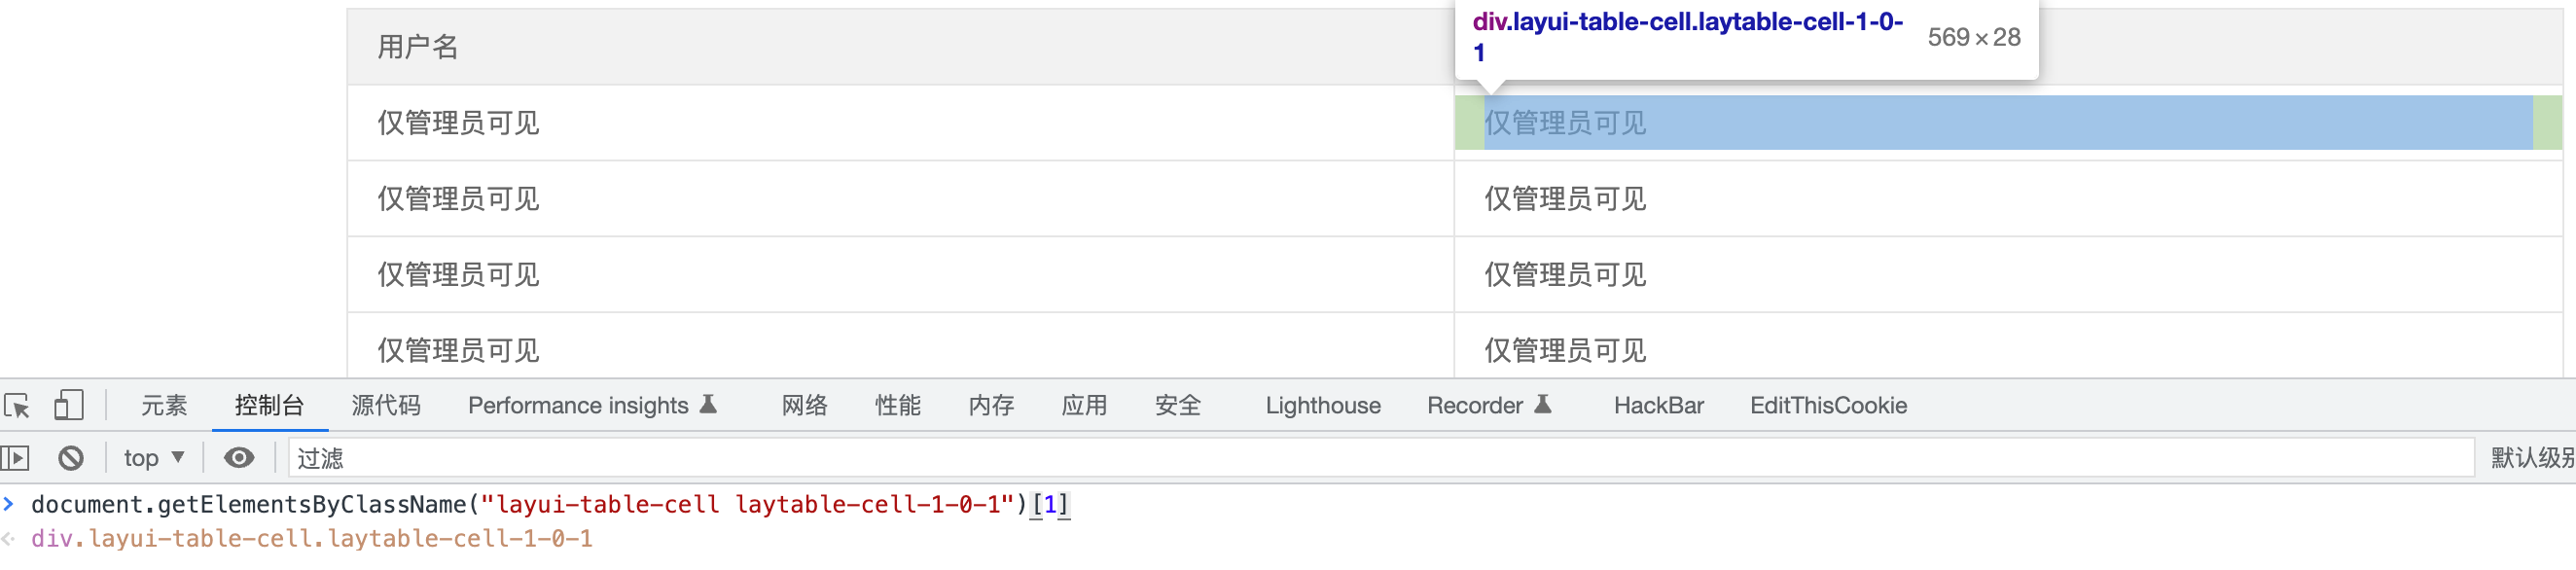 div.layui-table-cell.laytable-cell-1-0-
1
569×28
用户名
仅管理员可见 仅管理员可见
仅管理员可见 仅管理员可见
仅管理员可见 仅管理员可见
仅管理员可见 仅管理员可见
元素 控制台 源代码 Performance insights 网络 性能 内存 应用 安全 Lighthouse Recorder HackBar EditThisCookie
top ▼ 过滤 默认级别
> document.getElementsByClassName("layui-table-cell laytable-cell-1-0-1")[1]
div.layui-table-cell.laytable-cell-1-0-1